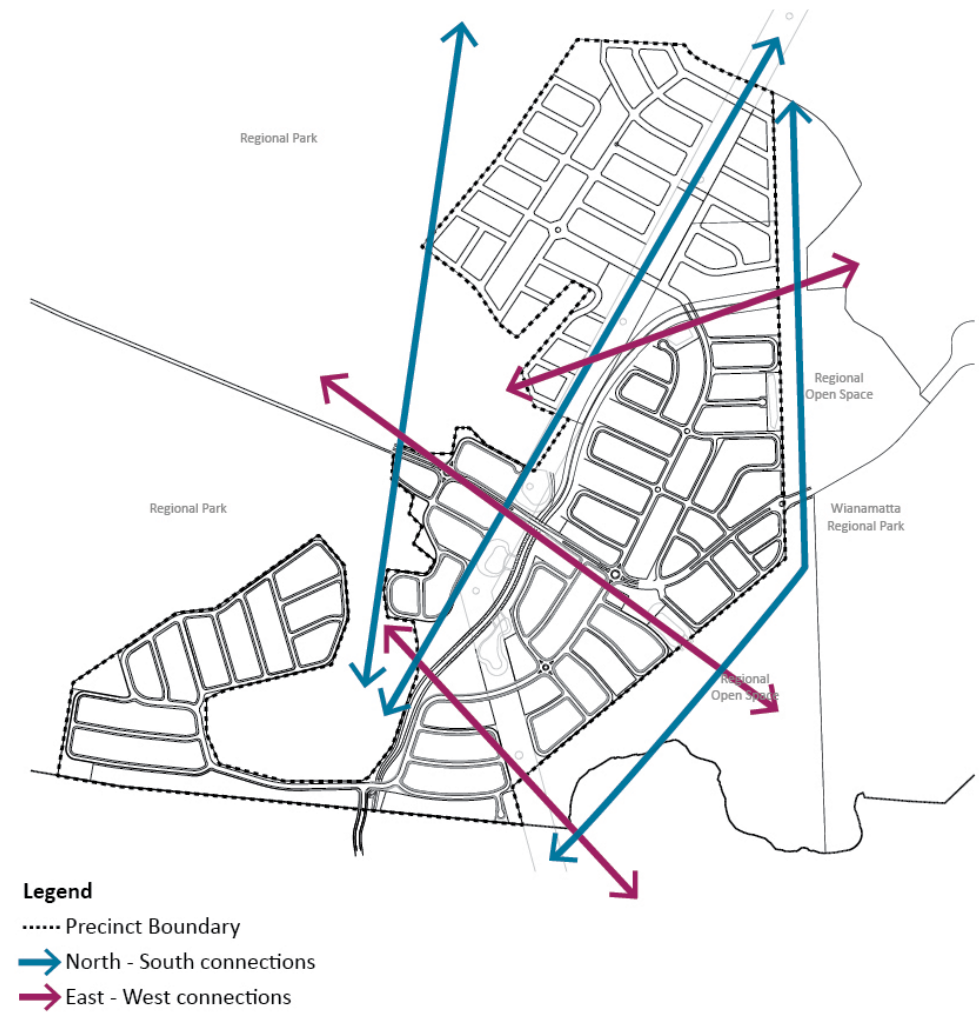 Regional Park
Regional
Open Space
Regional Park
Wianamatta
Regional Park
Regional
Open Space
Legend
Precinct Boundary
North - South connections
East - West connections